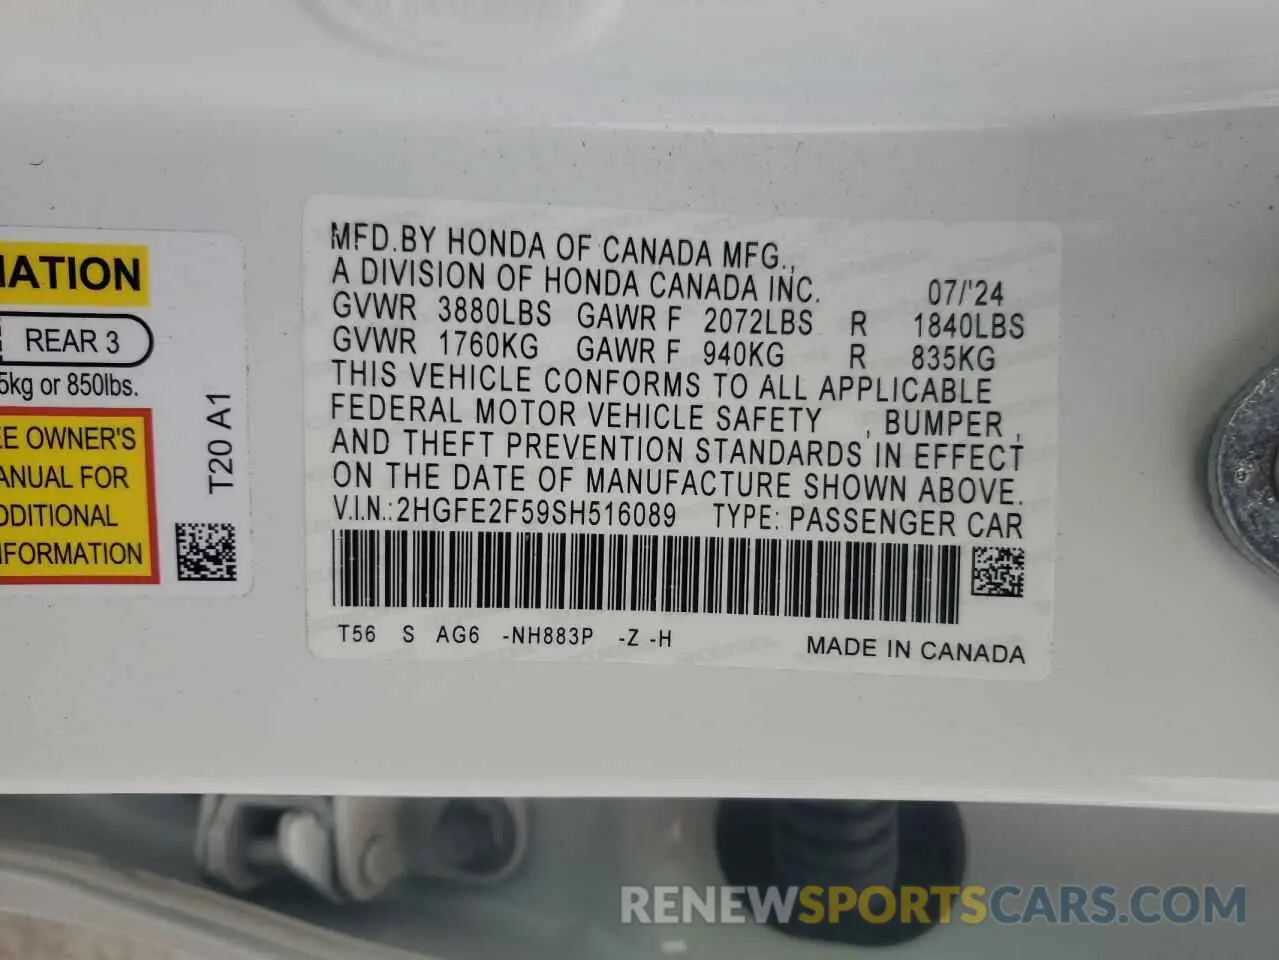 MATION
REAR 3
5kg or 850lbs.
EE OWNER'S
ANUAL FOR
DDITIONAL
NFORMATION
T20 A1
MFD.BY HONDA OF CANADA MFG.,
A DIVISION OF HONDA CANADA INC. 07/'24
GVWR 3880LBS GAWR F 2072LBS R 1840LBS
GVWR 1760KG GAWR F 940KG R 835KG
THIS VEHICLE CONFORMS TO ALL APPLICABLE
FEDERAL MOTOR VEHICLE SAFETY , BUMPER ,
AND THEFT PREVENTION STANDARDS IN EFFECT
ON THE DATE OF MANUFACTURE SHOWN ABOVE.
V.I.N.:2HGFE2F59SH516089 TYPE: PASSENGER CAR
T56 S AG6 -NH883P -Z -H MADE IN CANADA
RENEWSPORTSCARS.COM